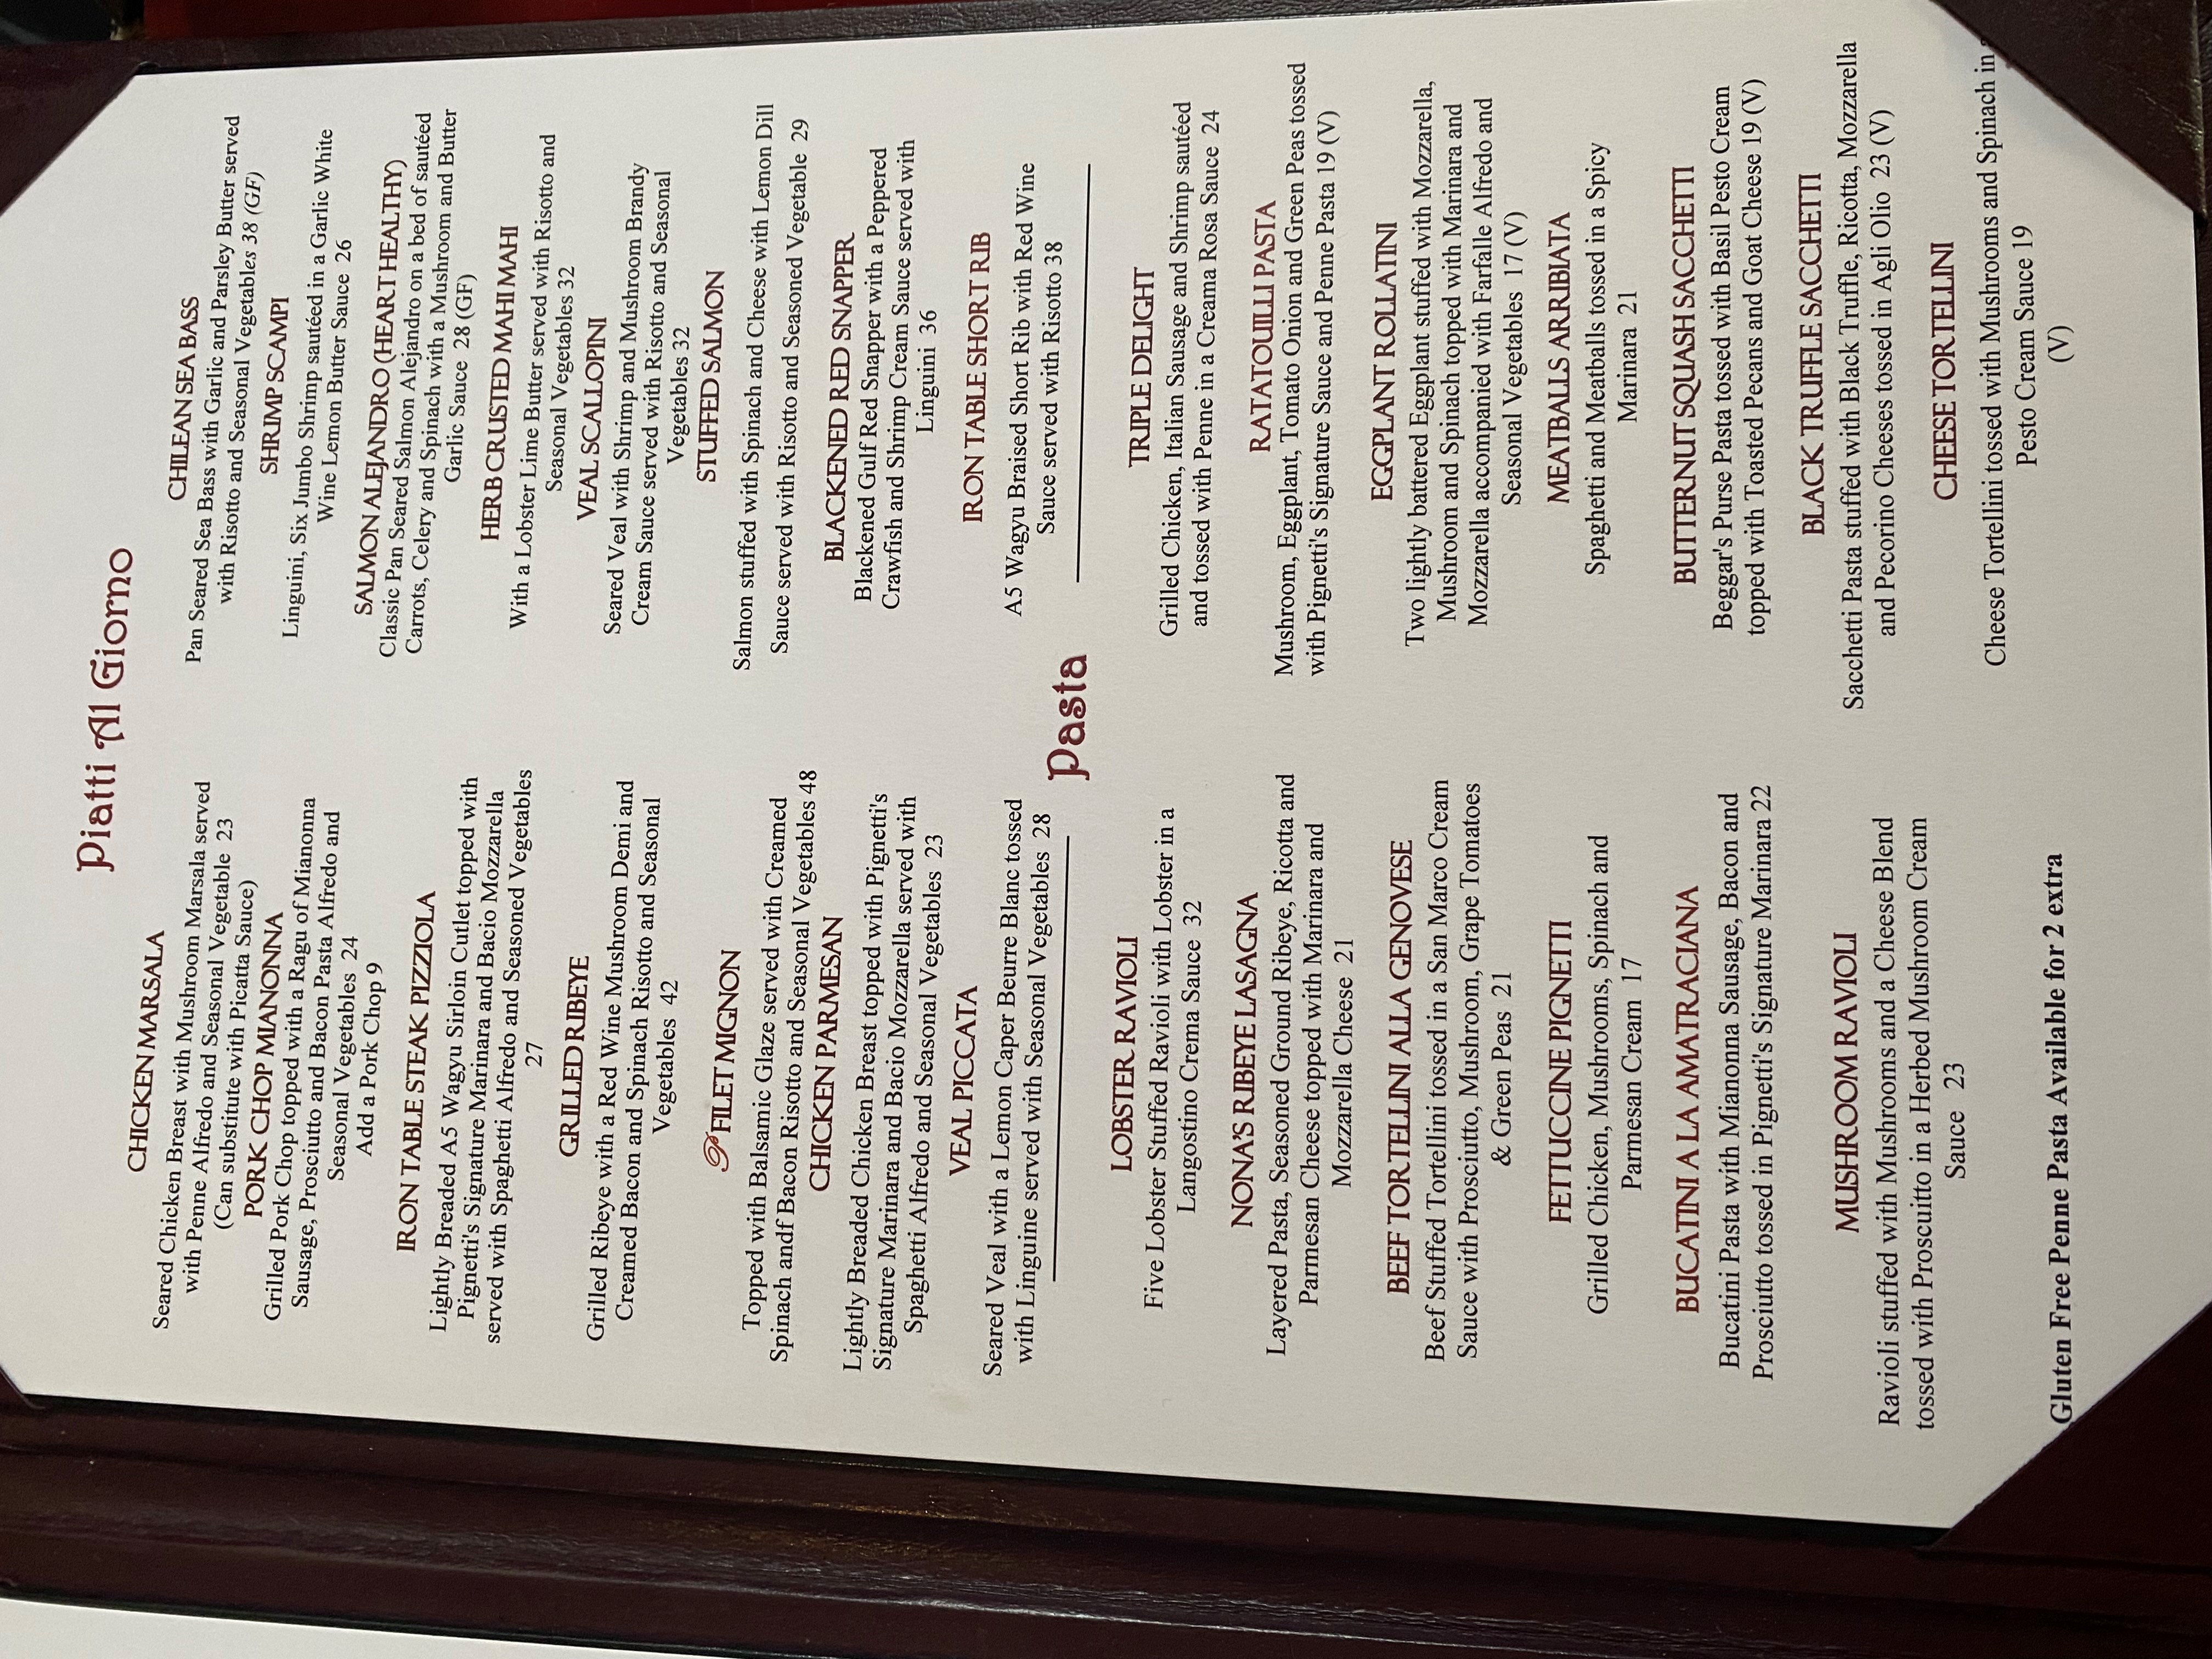 Piatti Al Giorno
CHICKEN MARSALA
Seared Chicken Breast with Mushroom Marsala served
with Penne Alfredo and Seasonal Vegetable 23
(Can substitute with Picatta Sauce)
PORK CHOP MIANONNA
Grilled Pork Chop topped with a Ragu of Mianonna
Sausage, Prosciutto and Bacon Pasta Alfredo and
Seasonal Vegetables 24
Add a Pork Chop 9
IRON TABLE STEAK PIZZIOLA
Lightly Breaded A5 Wagyu Sirloin Cutlet topped with
Pignetti's Signature Marinara and Bacio Mozzarella
served with Spaghetti Alfredo and Seasoned Vegetables
27
GRILLED RIBEYE
Grilled Ribeye with a Red Wine Mushroom Demi and
Creamed Bacon and Spinach Risotto and Seasonal
Vegetables 42
P FILET MIGNON
Topped with Balsamic Glaze served with Creamed
Spinach andf Bacon Risotto and Seasonal Vegetables 48
CHICKEN PARMESAN
Lightly Breaded Chicken Breast topped with Pignetti's
Signature Marinara and Bacio Mozzarella served with
Spaghetti Alfredo and Seasonal Vegetables 23
VEAL PICCATA
Seared Veal with a Lemon Caper Beurre Blanc tossed
with Linguine served with Seasonal Vegetables 28
CHILEAN SEA BASS
Pan Seared Sea Bass with Garlic and Parsley Butter served
with Risotto and Seasonal Vegetables 38 (GF)
SHRIMP SCAMPI
Linguini, Six Jumbo Shrimp sautéed in a Garlic White
Wine Lemon Butter Sauce 26
SALMON ALEJANDRO (HEART HEALTHY)
Classic Pan Seared Salmon Alejandro on a bed of sautéed
Carrots, Celery and Spinach with a Mushroom and Butter
Garlic Sauce 28 (GF)
HERB CRUSTED MAHI MAHI
With a Lobster Lime Butter served with Risotto and
Seasonal Vegetables 32
VEAL SCALLOPINI
Seared Veal with Shrimp and Mushroom Brandy
Cream Sauce served with Risotto and Seasonal
Vegetables 32
STUFFED SALMON
Salmon stuffed with Spinach and Cheese with Lemon Dill
Sauce served with Risotto and Seasoned Vegetable 29
BLACKENED RED SNAPPER
Blackened Gulf Red Snapper with a Peppered
Crawfish and Shrimp Cream Sauce served with
Linguini 36
IRON TABLE SHORT RIB
A5 Wagyu Braised Short Rib with Red Wine
Sauce served with Risotto 38
Pasta
LOBSTER RAVIOLI
Five Lobster Stuffed Ravioli with Lobster in a
Langostino Crema Sauce 32
NONA'S RIBEYE LASAGNA
Layered Pasta, Seasoned Ground Ribeye, Ricotta and
Parmesan Cheese topped with Marinara and
Mozzarella Cheese 21
BEEF TORTELLINI ALLA GENOVESE
Beef Stuffed Tortellini tossed in a San Marco Cream
Sauce with Prosciutto, Mushroom, Grape Tomatoes
& Green Peas 21
FETTUCCINE PIGNETTI
Grilled Chicken, Mushrooms, Spinach and
Parmesan Cream 17
BUCATINI A LA AMATRACIANA
Bucatini Pasta with Mianonna Sausage, Bacon and
Prosciutto tossed in Pignetti's Signature Marinara 22
MUSHROOM RAVIOLI
Ravioli stuffed with Mushrooms and a Cheese Blend
tossed with Proscuitto in a Herbed Mushroom Cream
Sauce 23
Gluten Free Penne Pasta Available for 2 extra
TRIPLE DELIGHT
Grilled Chicken, Italian Sausage and Shrimp sautéed
and tossed with Penne in a Creama Rosa Sauce 24
RATATOUILLI PASTA
Mushroom, Eggplant, Tomato Onion and Green Peas tossed
with Pignetti's Signature Sauce and Penne Pasta 19 (V)
EGGPLANT ROLLATINI
Two lightly battered Eggplant stuffed with Mozzarella,
Mushroom and Spinach topped with Marinara and
Mozzarella accompanied with Farfalle Alfredo and
Seasonal Vegetables 17 (V)
MEATBALLS ARRIBIATA
Spaghetti and Meatballs tossed in a Spicy
Marinara 21
BUTTERNUT SQUASH SACCHETTI
Beggar's Purse Pasta tossed with Basil Pesto Cream
topped with Toasted Pecans and Goat Cheese 19 (V)
BLACK TRUFFLE SACCHETTI
Sacchetti Pasta stuffed with Black Truffle, Ricotta, Mozzarella
and Pecorino Cheeses tossed in Agli Olio 23 (V)
CHEESE TORTELLINI
Cheese Tortellini tossed with Mushrooms and Spinach in a
Pesto Cream Sauce 19
(V)